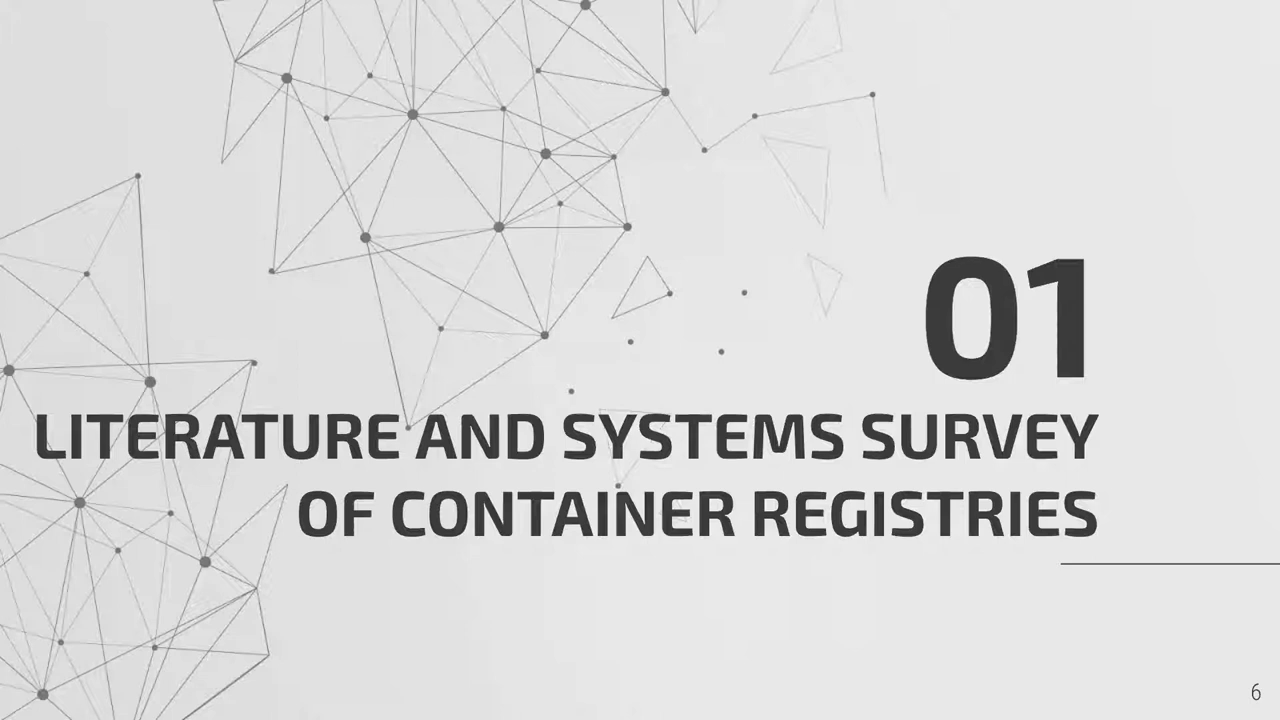 01
LITERATURE AND SYSTEMS SURVEY
OF CONTAINER REGISTRIES
6